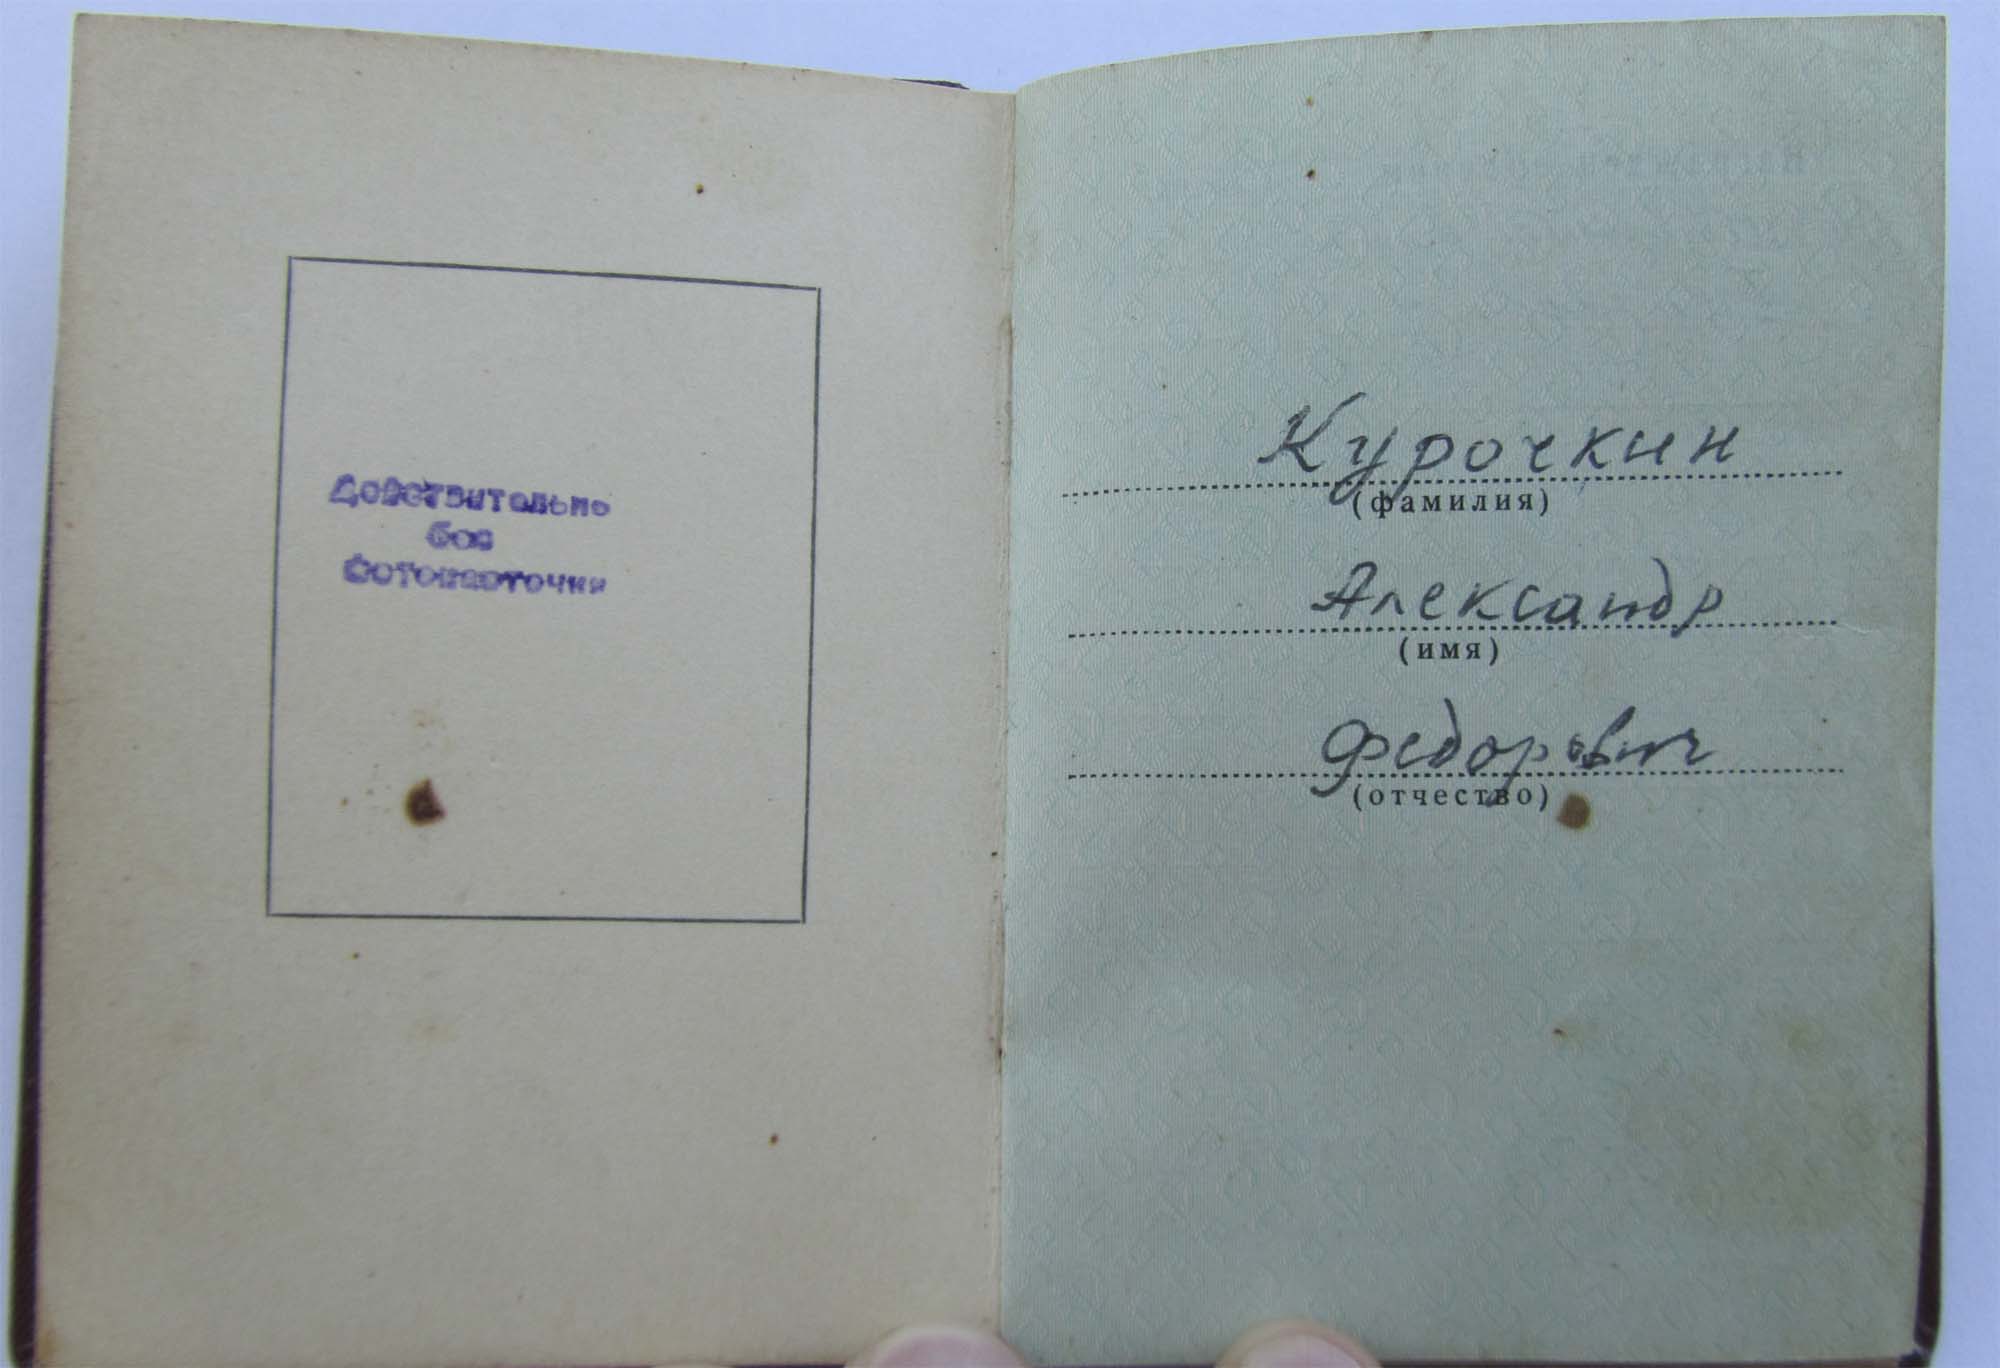 Действительно
без
фотокарточки
Курочкин
(фамилия)
Александр
(имя)
Федорович
(отчество)